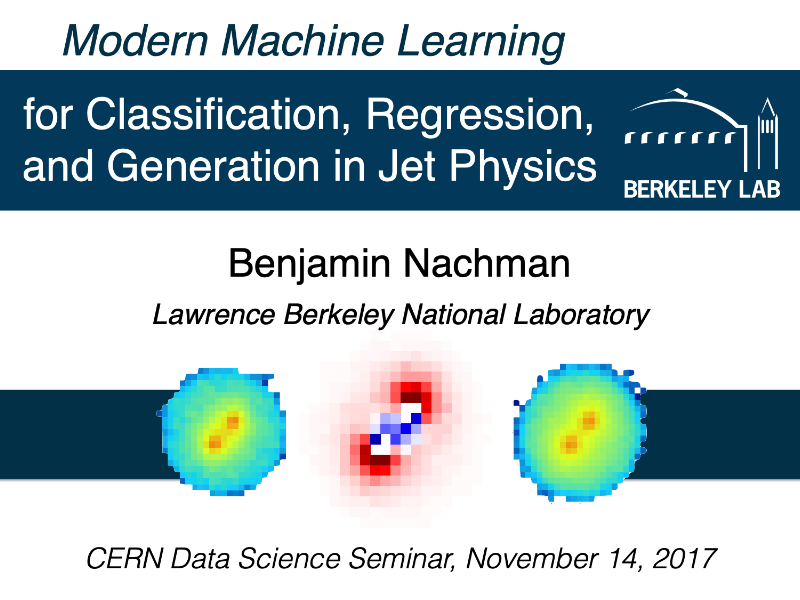 Modern Machine Learning
for Classification, Regression,
and Generation in Jet Physics
BERKELEY LAB
Benjamin Nachman
Lawrence Berkeley National Laboratory
CERN Data Science Seminar, November 14, 2017